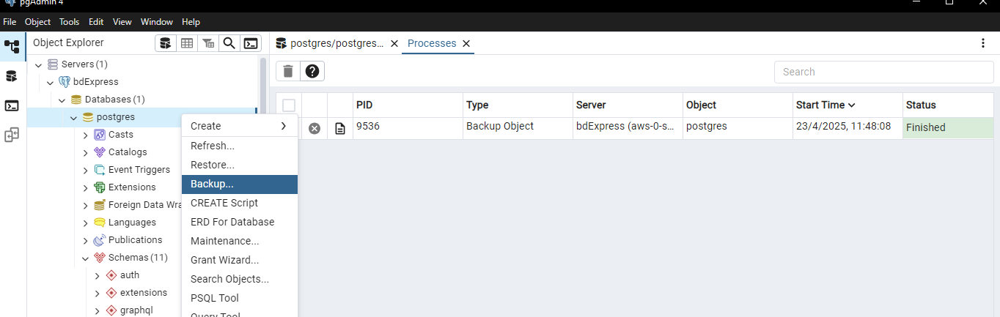 pgAdmin 4
File Object Tools Edit View Window Help
Object Explorer
postgres/postgres... Processes
Servers (1)
bdExpress
Search
Databases (1)
PID Type Server Object Start Time Status
postgres
9536 Backup Object bdExpress (aws-0-s... postgres 23/4/2025, 11:48:08 Finished
Casts
Catalogs
Event Triggers
Extensions
Foreign Data Wra
Languages
Publications
Schemas (11)
auth
extensions
graphql
Create
Refresh...
Restore...
Backup...
CREATE Script
ERD For Database
Maintenance...
Grant Wizard...
Search Objects...
PSQL Tool
Query Tool